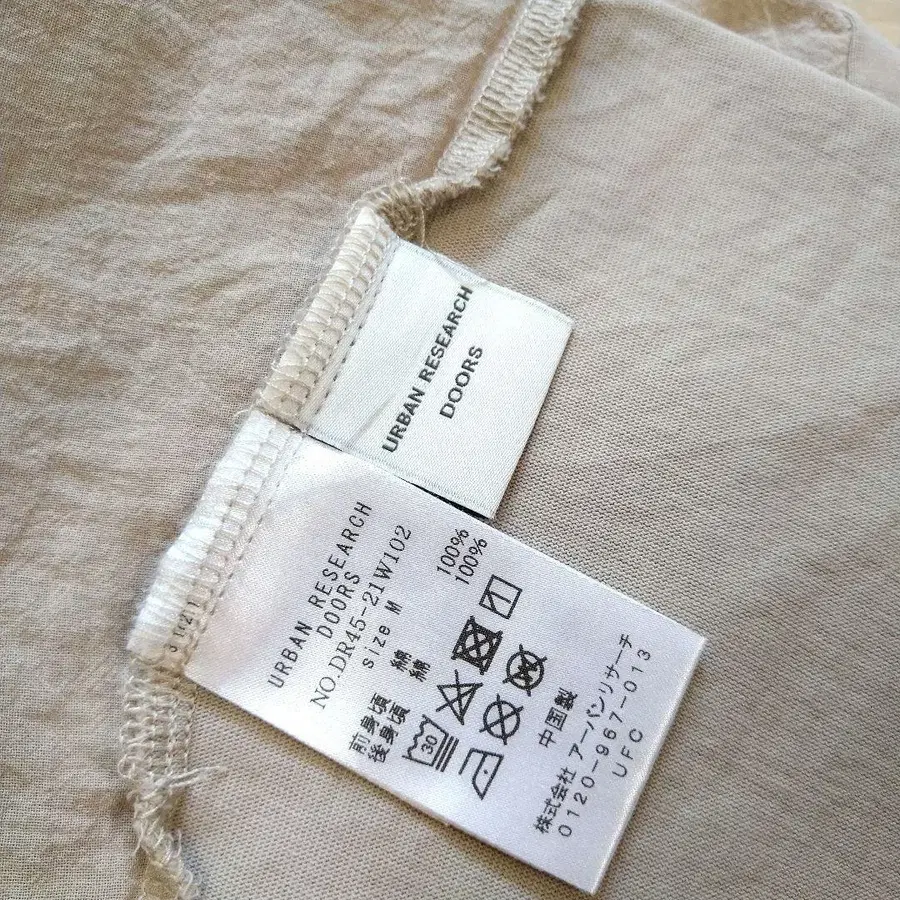 URBAN RESEARCH
DOORS
URBAN RESEARCH
DOORS
NO.DR45-21W102
size M
前身頃 綿 100%
後身頃 綿 100%
30
中国製
株式会社 アーバンリサーチ
0120-967-013
UFC